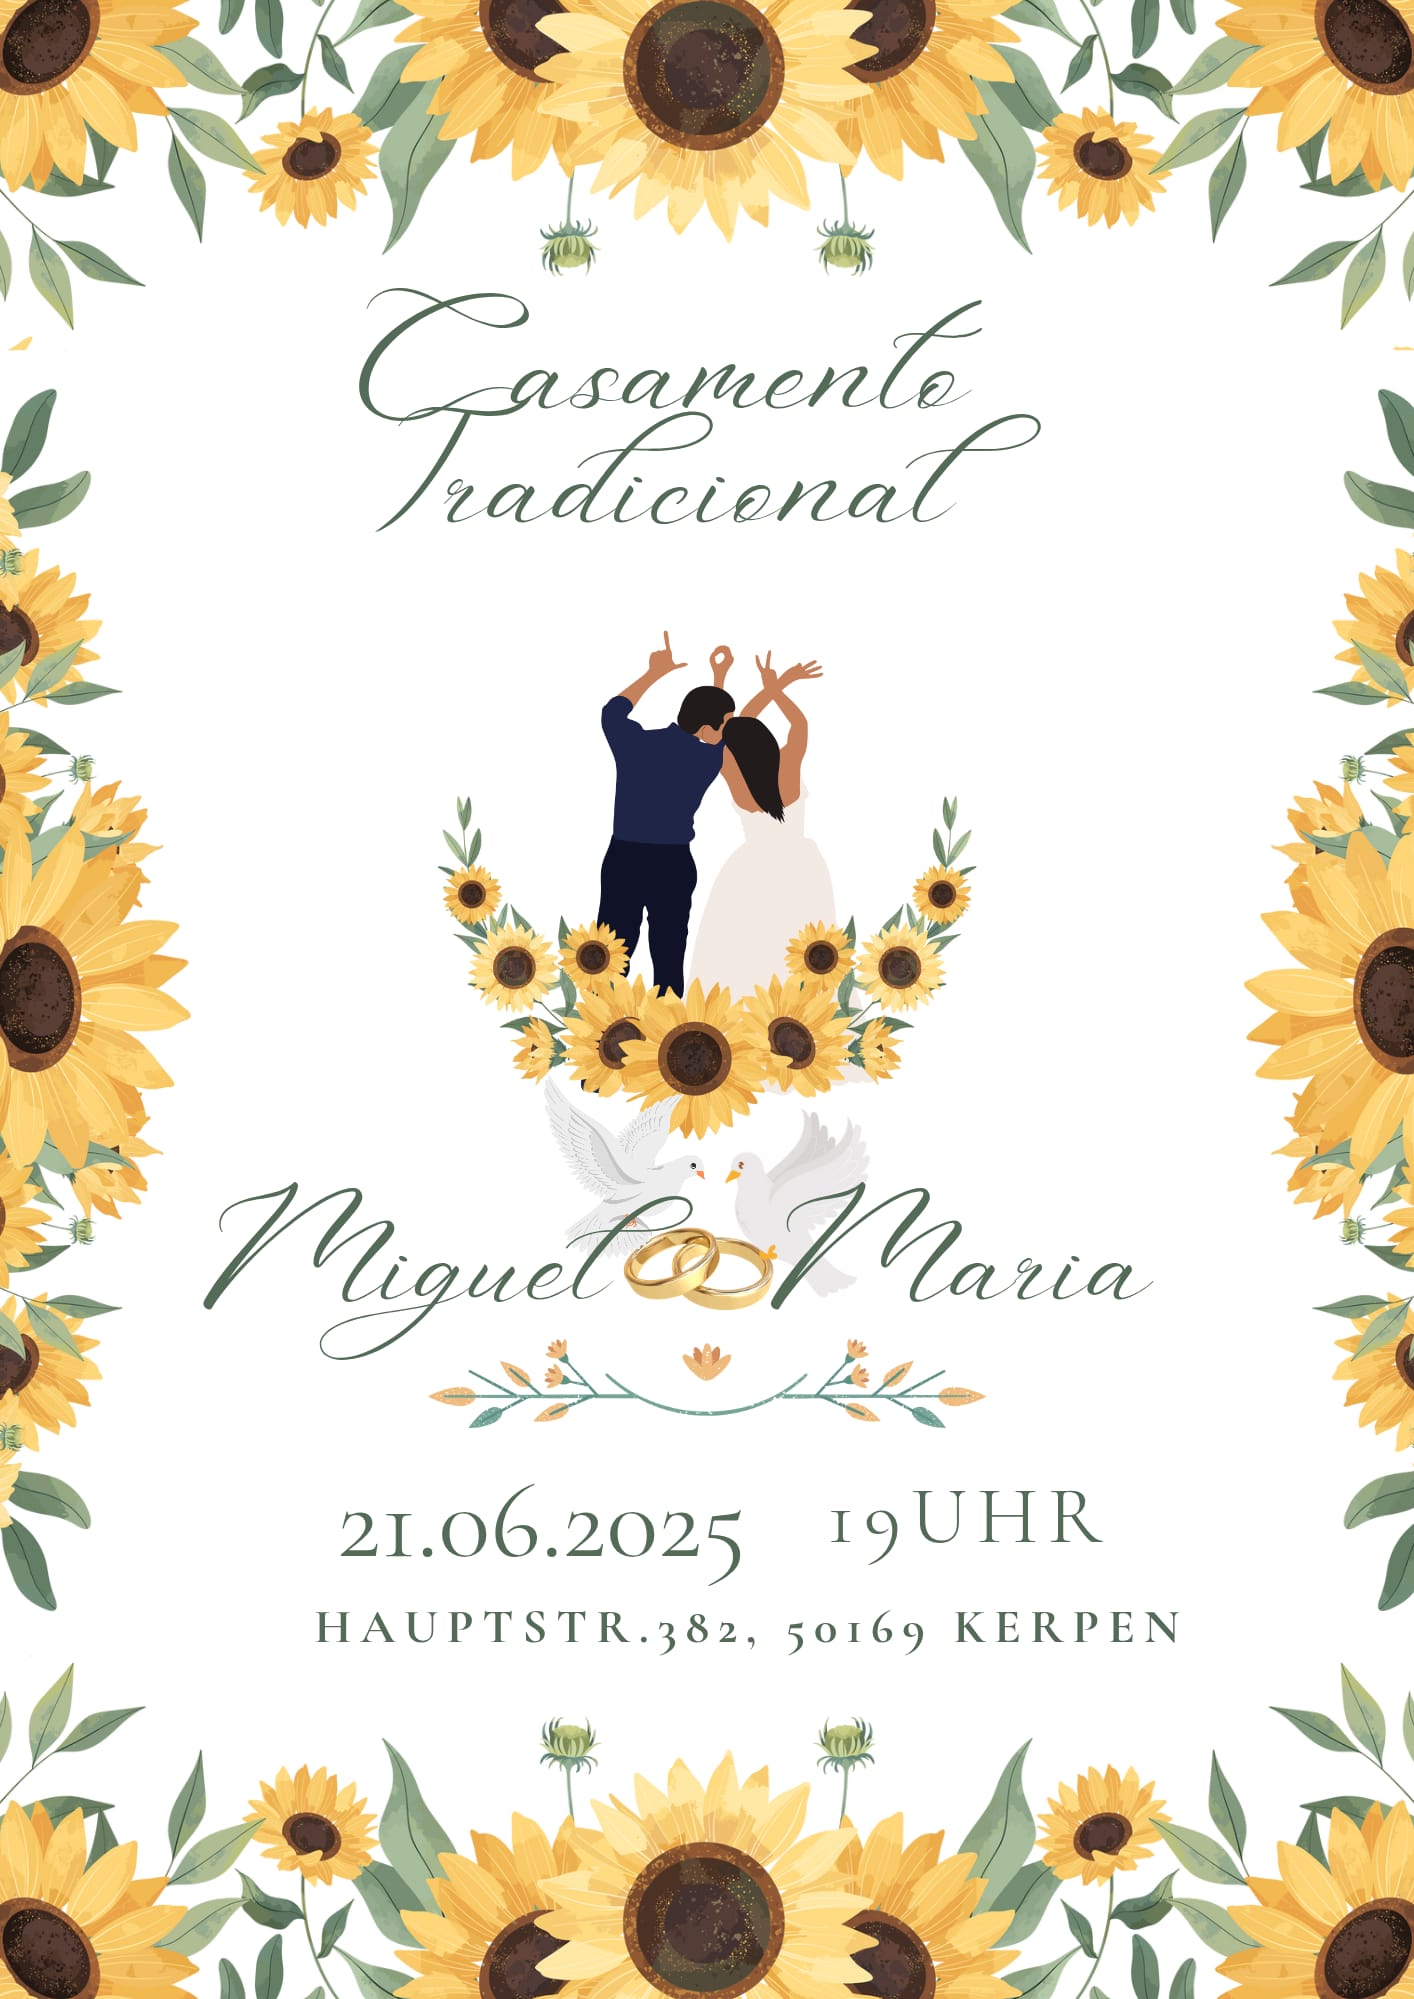 Casamento
Tradicional
Miguel Maria
21.06.2025 19UHR
HAUPTSTR.382, 50169 KERPEN